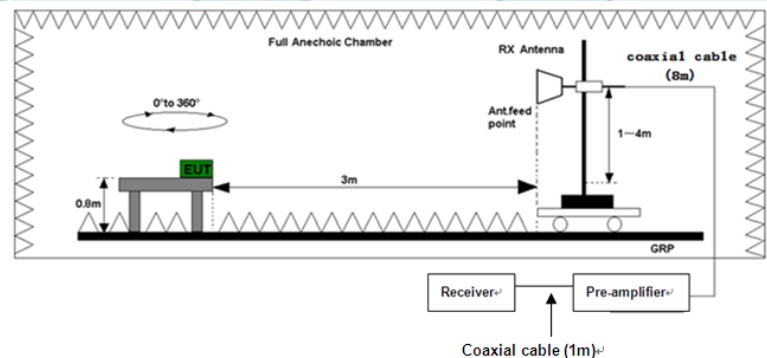 Full Anechoic Chamber
RX Antenna
coaxial cable
(8m)
0°to 360°
Ant.feed
point
1~4m
EUT
3m
0.8m
GRP
Receiver
Pre-amplifier
Coaxial cable (1m)